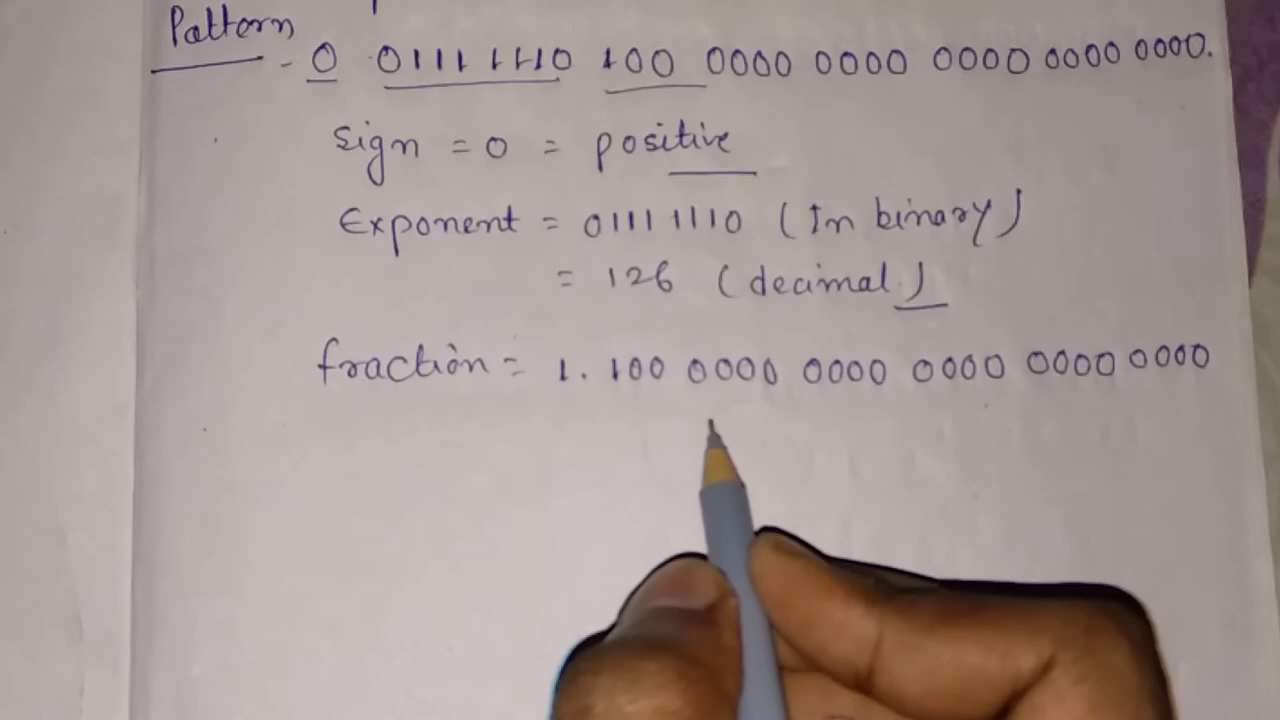 Pattern
- 0 01111110 100 0000 0000 0000 0000 0000.
Sign = 0 = positive
Exponent = 01111110 (In binary)
= 126 (decimal)
fraction = 1.100 0000 0000 0000 0000 0000